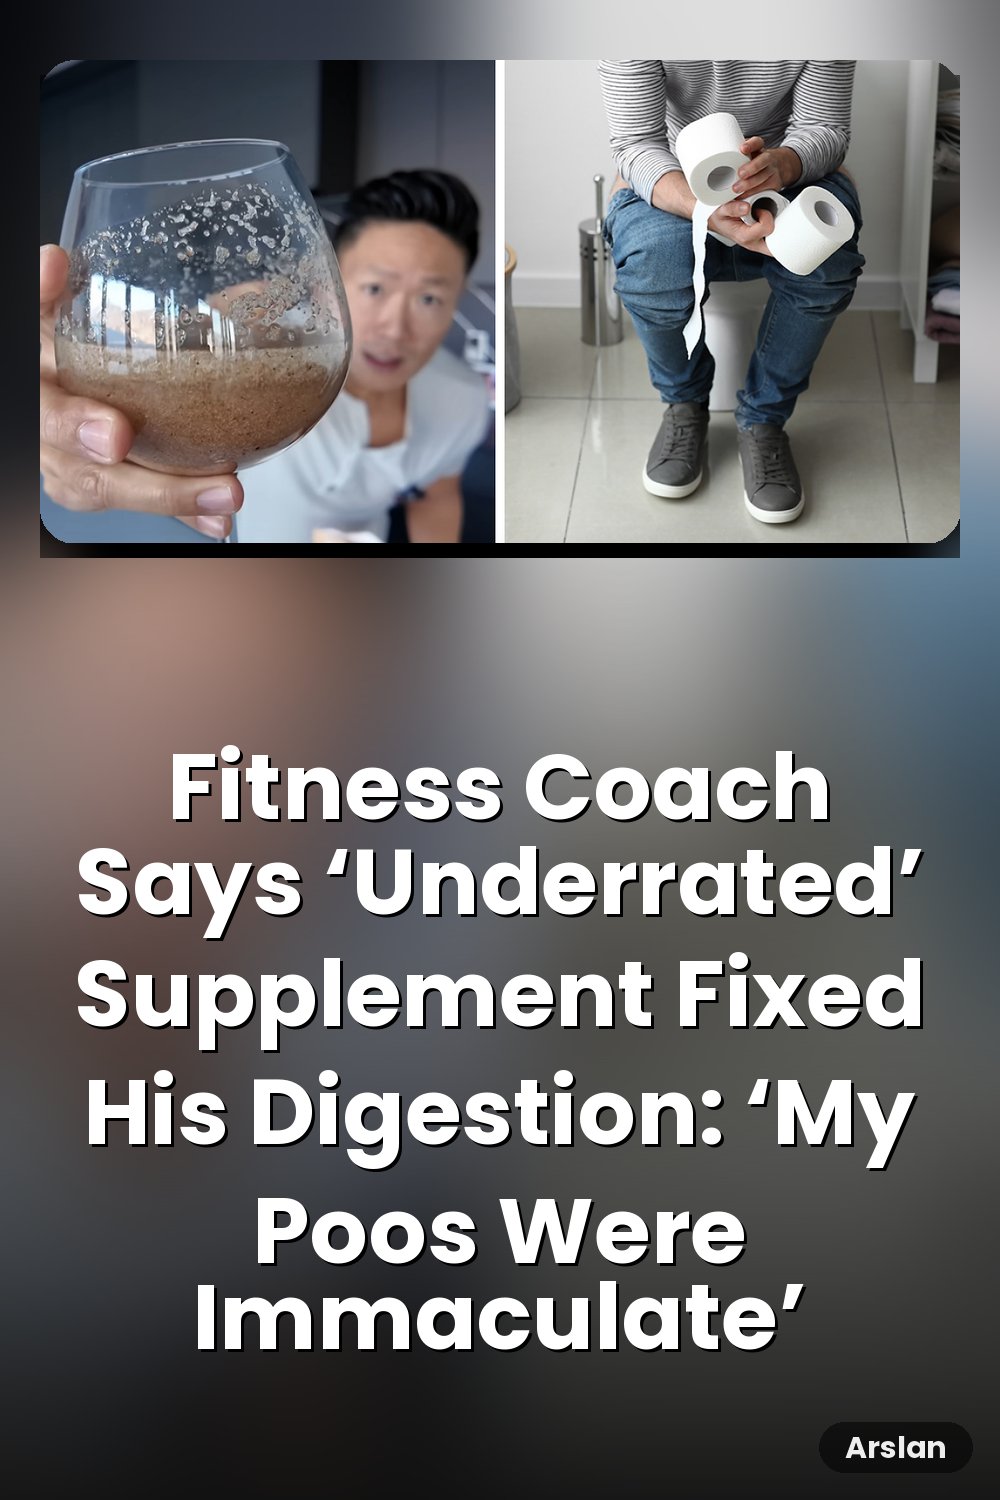 Fitness Coach
Says ‘Underrated’
Supplement Fixed
His Digestion: ‘My
Poos Were
Immaculate’
Arslan